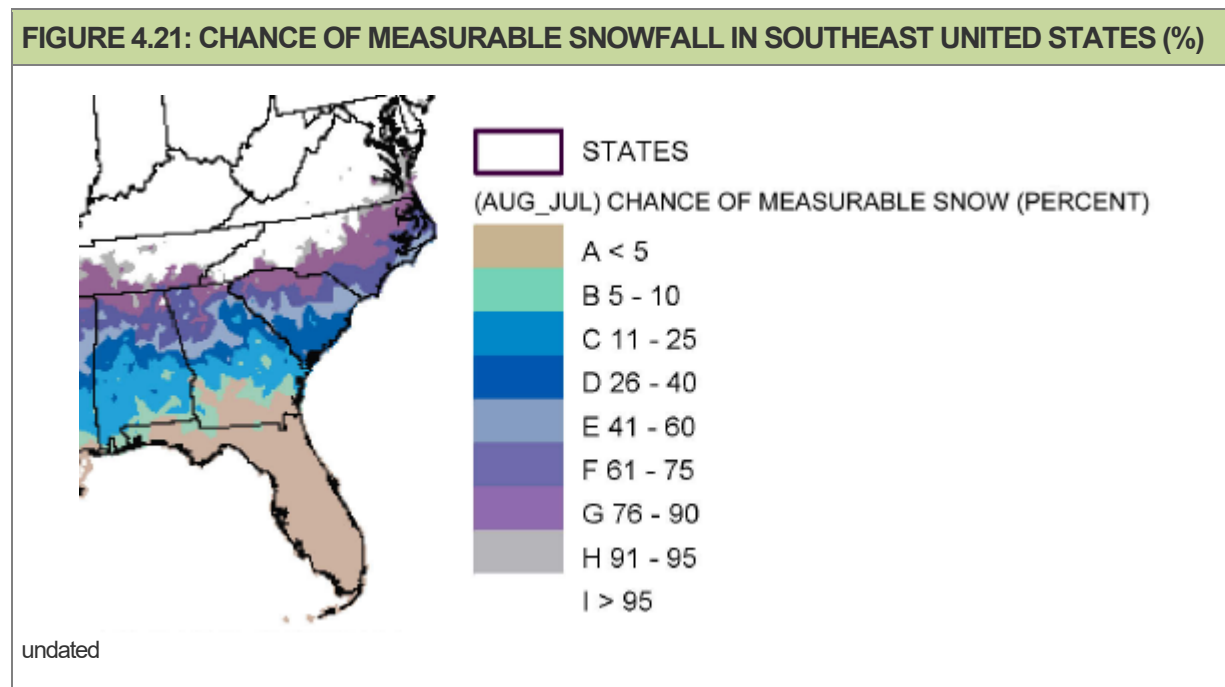 FIGURE 4.21: CHANCE OF MEASURABLE SNOWFALL IN SOUTHEAST UNITED STATES (%)
STATES
(AUG_JUL) CHANCE OF MEASURABLE SNOW (PERCENT)
A < 5
B 5 - 10
C 11 - 25
D 26 - 40
E 41 - 60
F 61 - 75
G 76 - 90
H 91 - 95
I > 95
undated